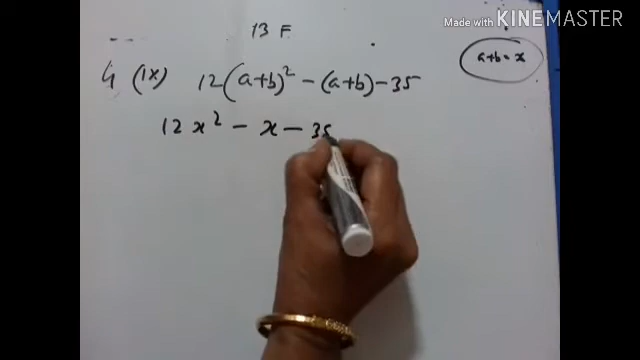 Made with KINEMASTER
13 F
a+b = x
4 (ix) 12(a+b)² - (a+b) - 35
12x² - x - 35